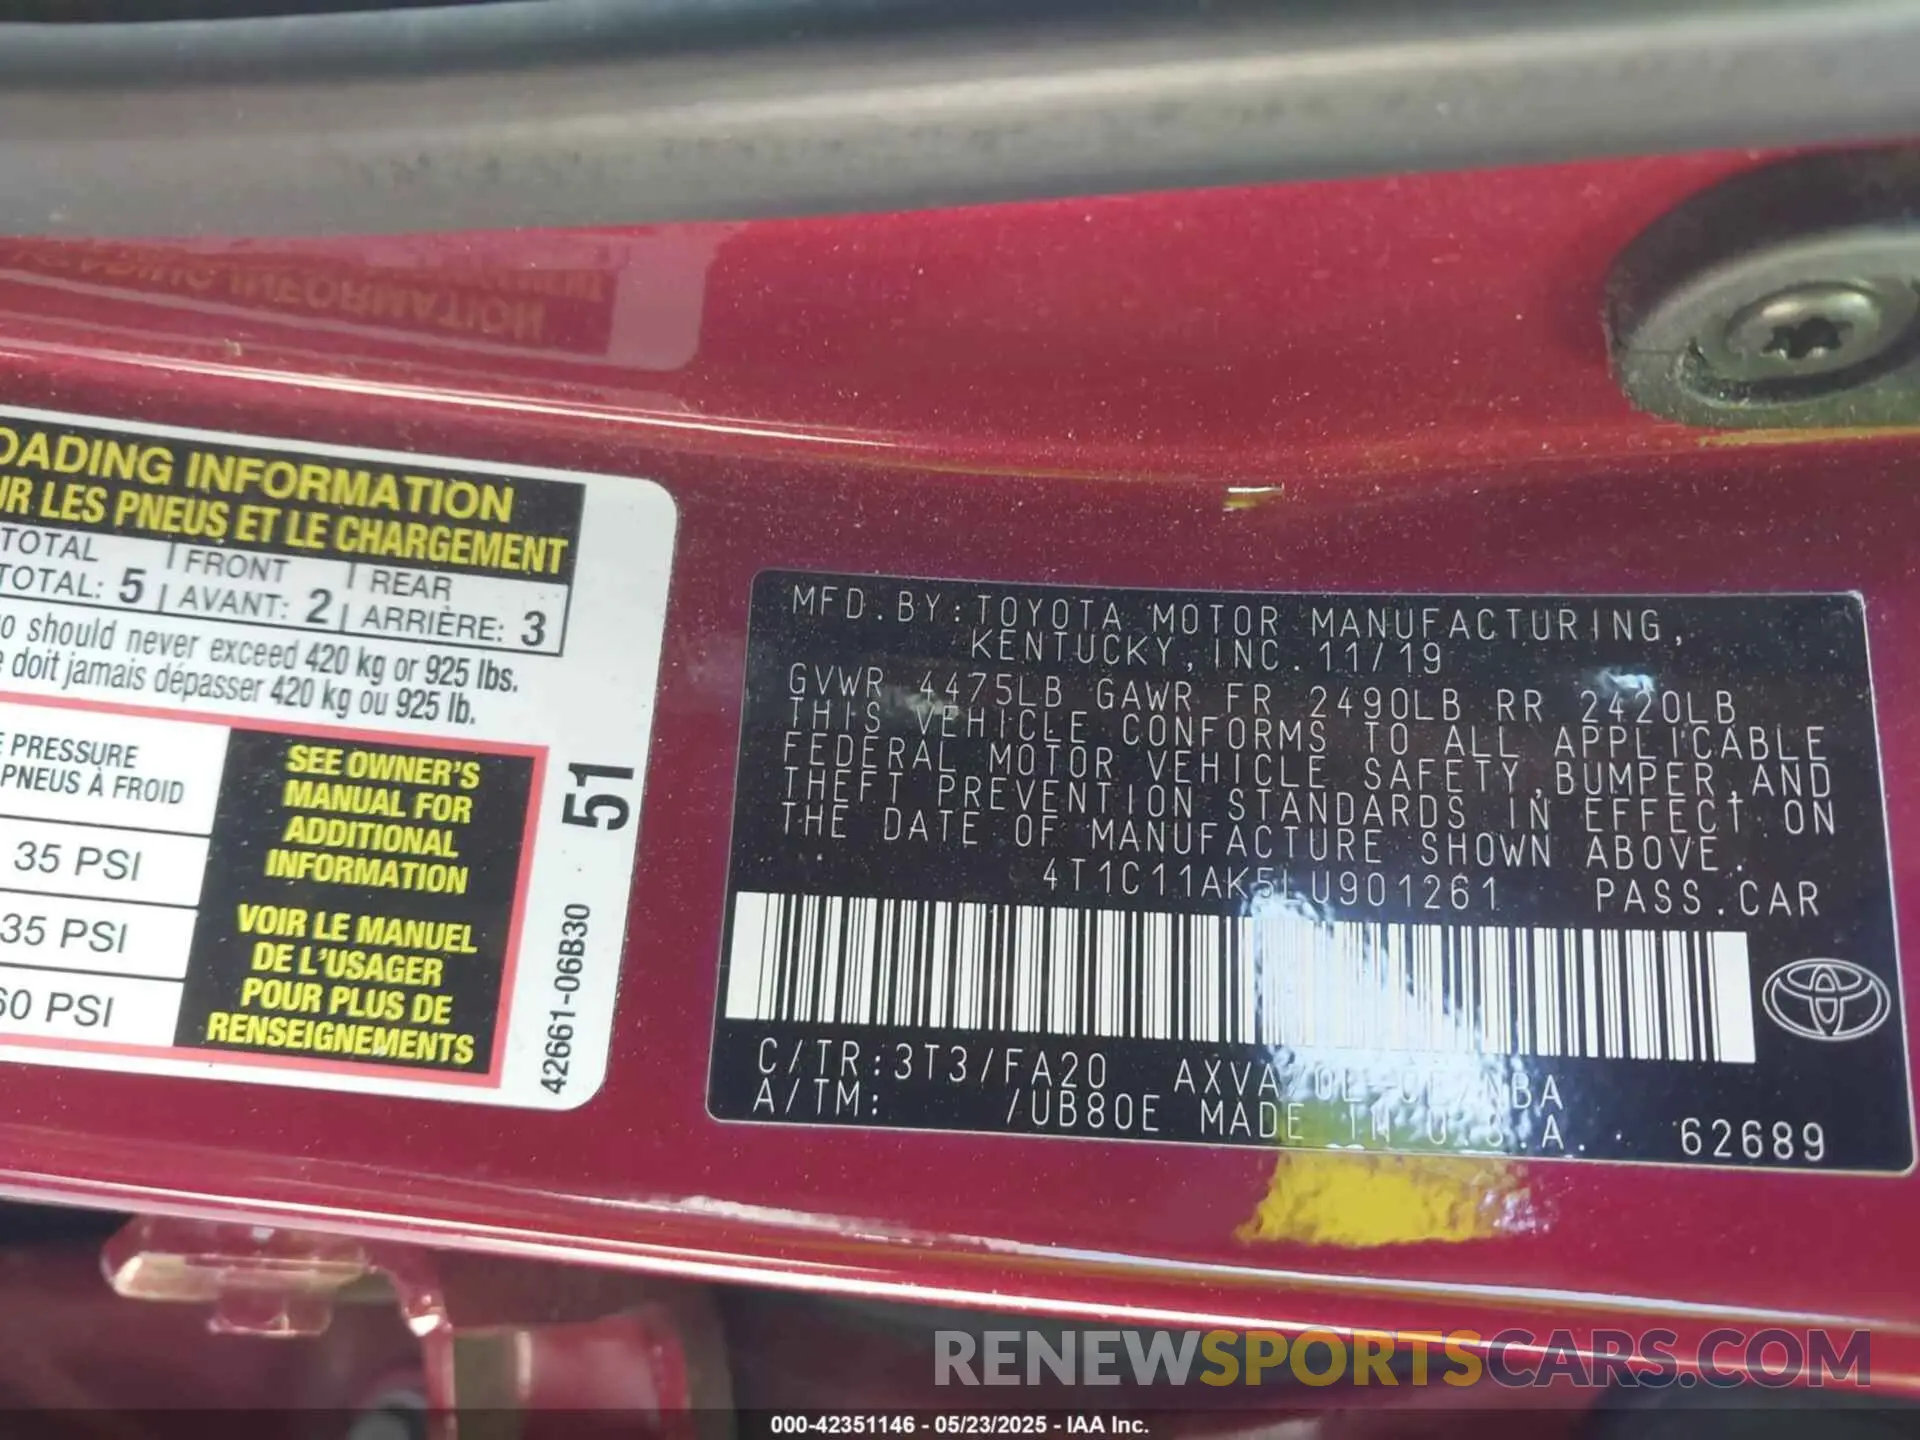 OADING INFORMATION
UR LES PNEUS ET LE CHARGEMENT
TOTAL FRONT REAR
TOTAL: 5 AVANT: 2 ARRIÈRE: 3
should never exceed 420 kg or 925 lbs.
doit jamais dépasser 420 kg ou 925 lb.
PRESSURE
PNEUS À FROID
35 PSI
35 PSI
60 PSI
SEE OWNER'S
MANUAL FOR
ADDITIONAL
INFORMATION
VOIR LE MANUEL
DE L'USAGER
POUR PLUS DE
RENSEIGNEMENTS
51
42661-06B30
MFD.BY:TOYOTA MOTOR MANUFACTURING,
KENTUCKY,INC. 11/19
GVWR 4475LB GAWR FR 2490LB RR 2420LB
THIS VEHICLE CONFORMS TO ALL APPLICABLE
FEDERAL MOTOR VEHICLE SAFETY,BUMPER,AND
THEFT PREVENTION STANDARDS IN EFFECT ON
THE DATE OF MANUFACTURE SHOWN ABOVE.
4T1C11AK5LU901261 PASS.CAR
C/TR:3T3/FA20
A/TM: /UB80E MADE IN U.S.A. 62689
RENEWSPORTSCARS.COM
000-42351146 - 05/23/2025 - IAA Inc.